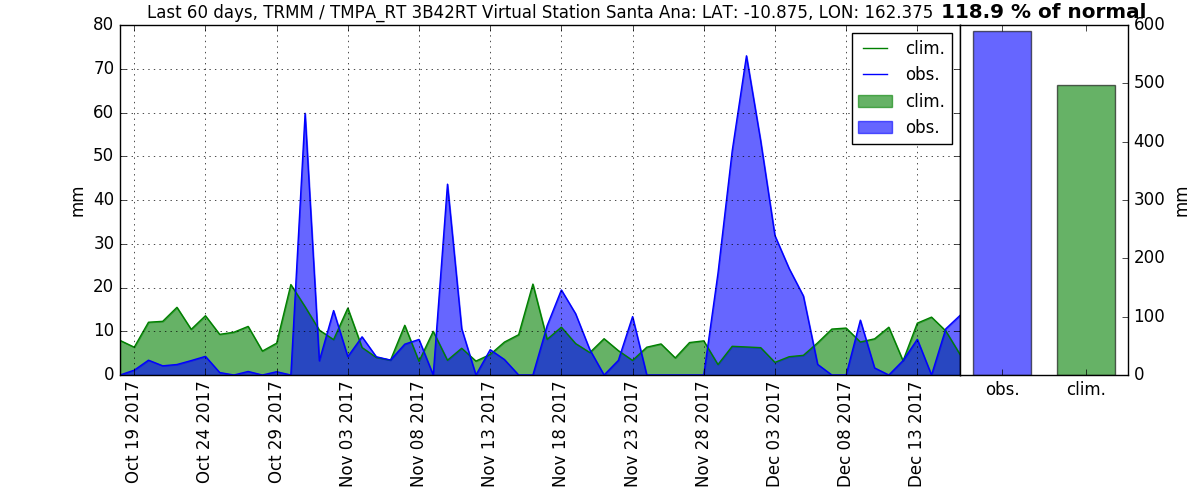 Last 60 days, TRMM / TMPA_RT 3B42RT Virtual Station Santa Ana: LAT: -10.875, LON: 162.375 118.9 % of normal
80
70
60
50
40
30
20
10
0
mm
clim.
obs.
clim.
obs.
600
500
400
300
200
100
0
mm
obs. clim.
Oct 19 2017
Oct 24 2017
Oct 29 2017
Nov 03 2017
Nov 08 2017
Nov 13 2017
Nov 18 2017
Nov 23 2017
Nov 28 2017
Dec 03 2017
Dec 08 2017
Dec 13 2017